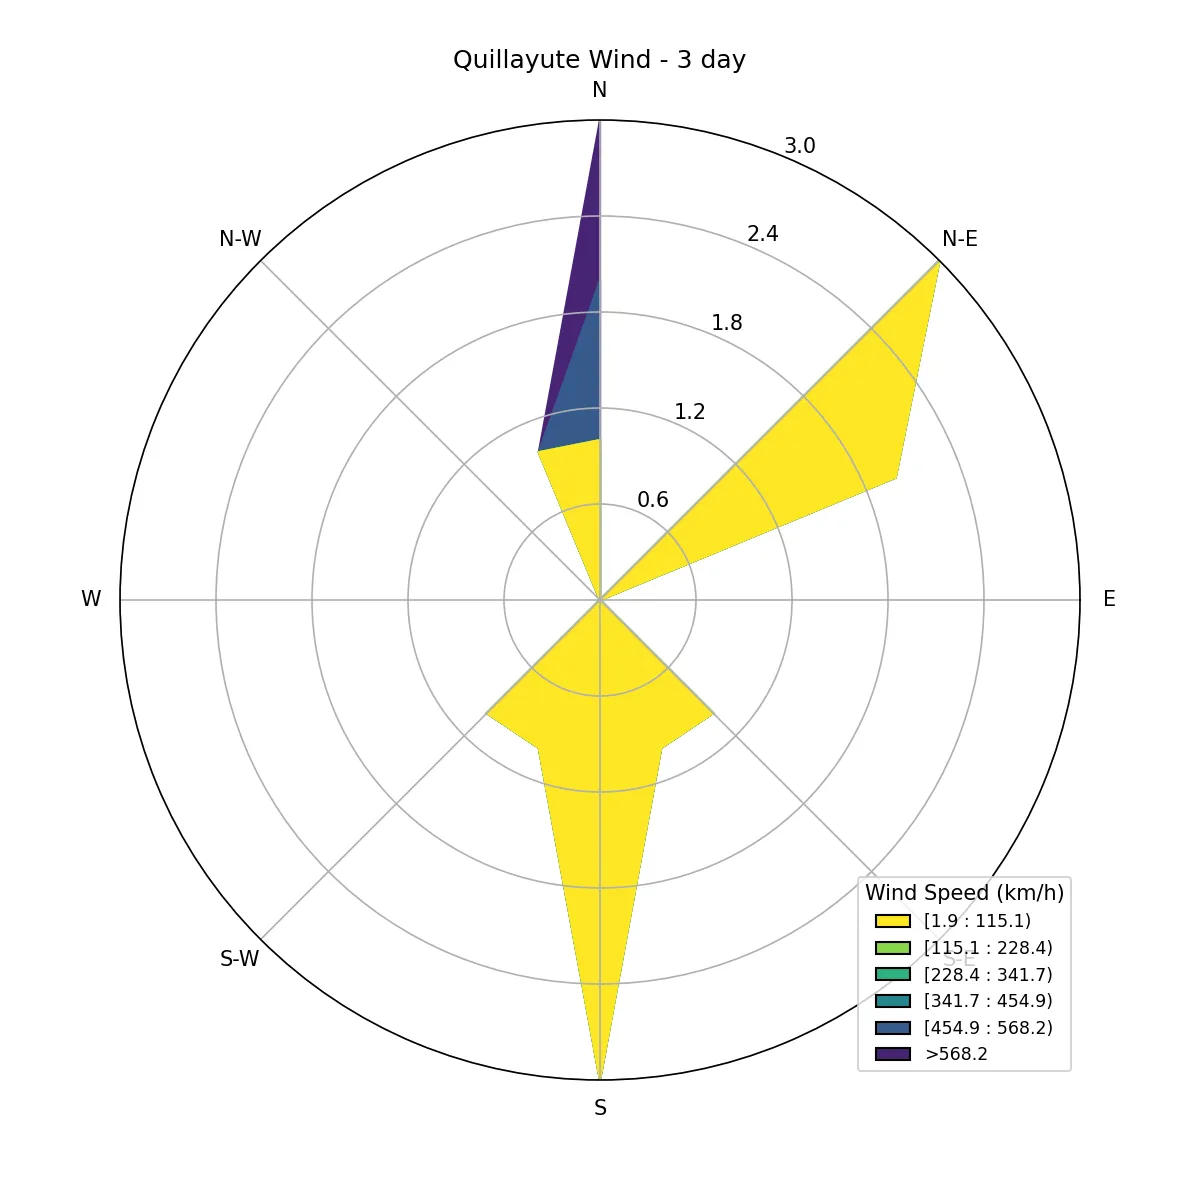 Quillayute Wind - 3 day
N
3.0
N-W
2.4
N-E
1.8
1.2
0.6
W
E
S-W
S-E
S
Wind Speed (km/h)
[1.9 : 115.1)
[115.1 : 228.4)
[228.4 : 341.7)
[341.7 : 454.9)
[454.9 : 568.2)
>568.2